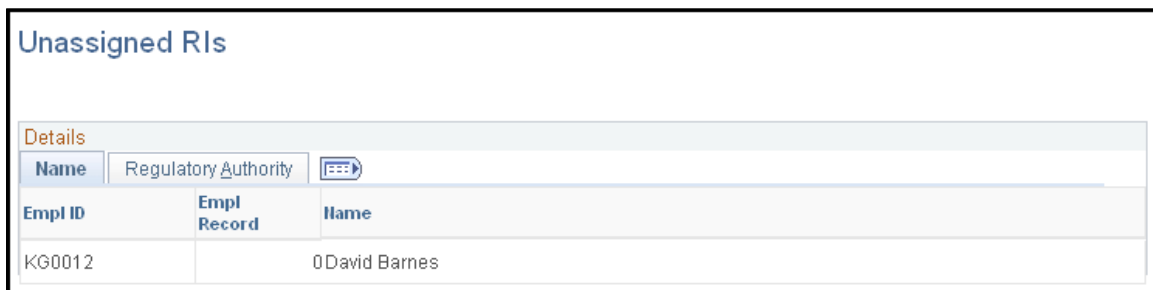 Unassigned RIs
Details
Name Regulatory Authority
Empl ID Empl Record Name
KG0012 0 David Barnes